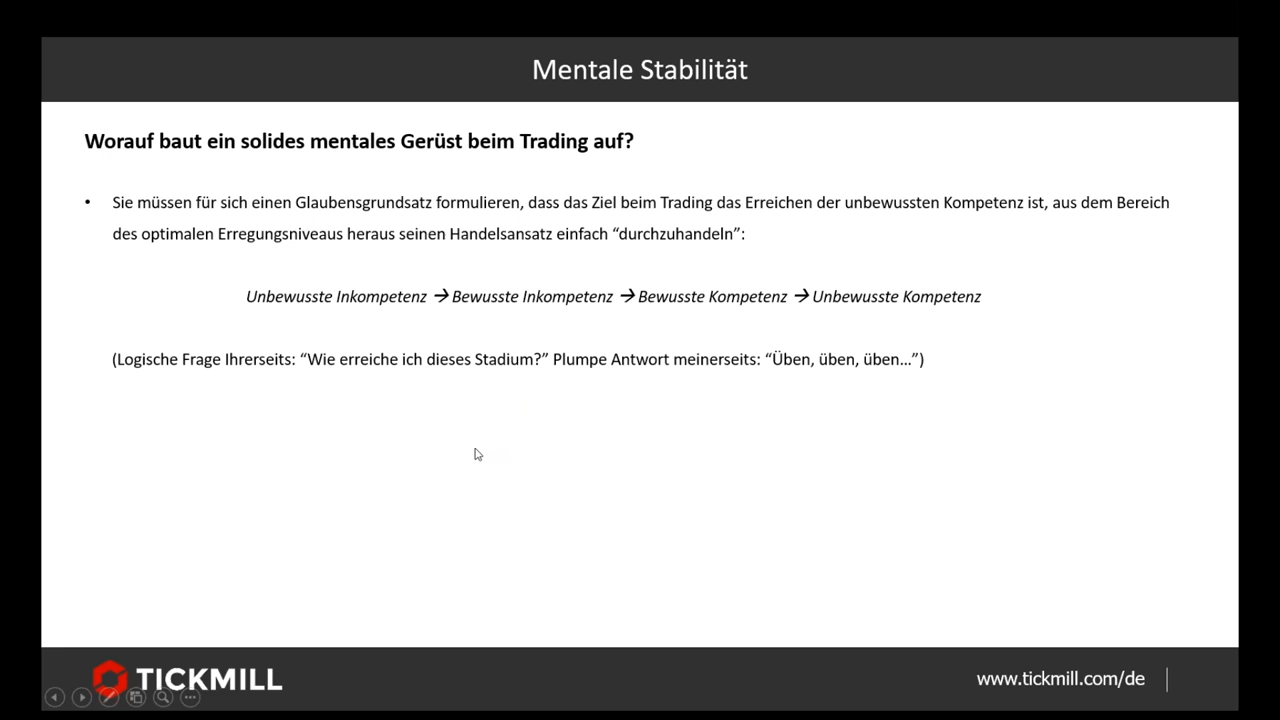 Mentale Stabilität
Worauf baut ein solides mentales Gerüst beim Trading auf?
• Sie müssen für sich einen Glaubensgrundsatz formulieren, dass das Ziel beim Trading das Erreichen der unbewussten Kompetenz ist, aus dem Bereich
des optimalen Erregungsniveaus heraus seinen Handelsansatz einfach “durchzuhandeln”:
Unbewusste Inkompetenz → Bewusste Inkompetenz → Bewusste Kompetenz → Unbewusste Kompetenz
(Logische Frage Ihrerseits: “Wie erreiche ich dieses Stadium?” Plumpe Antwort meinerseits: “Üben, üben, üben…”)
TICKMILL
www.tickmill.com/de